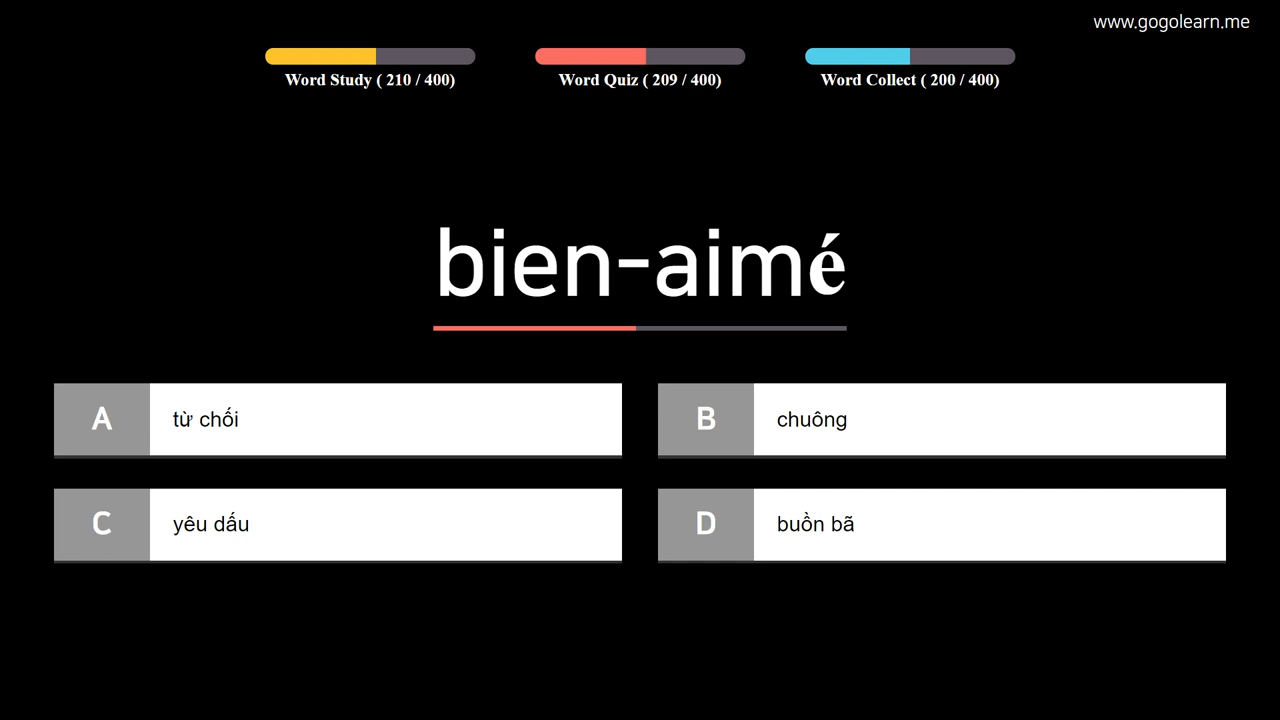 www.gogolearn.me
Word Study ( 210 / 400)
Word Quiz ( 209 / 400)
Word Collect ( 200 / 400)
bien-aimé
A
từ chối
B
chuông
C
yêu dấu
D
buồn bã